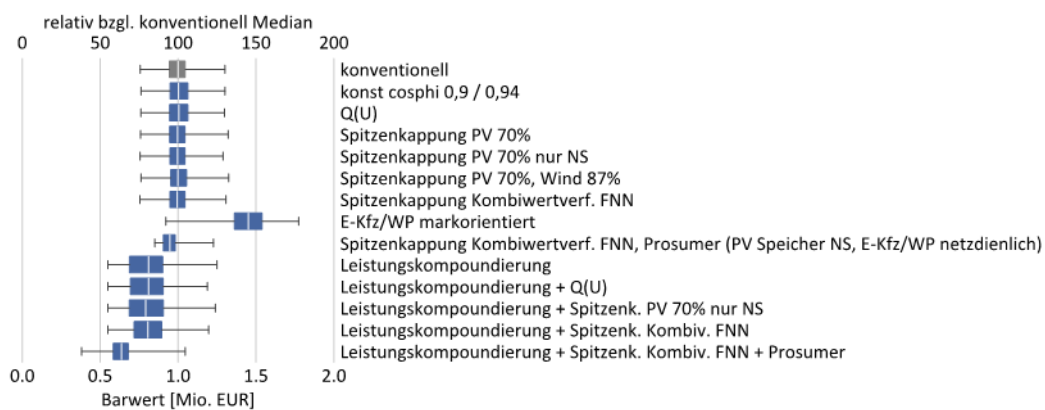 relativ bzgl. konventionell Median
0 50 100 150 200
konventionell
konst cosphi 0,9 / 0,94
Q(U)
Spitzenkappung PV 70%
Spitzenkappung PV 70% nur NS
Spitzenkappung PV 70%, Wind 87%
Spitzenkappung Kombiwertverf. FNN
E-Kfz/WP markorientiert
Spitzenkappung Kombiwertverf. FNN, Prosumer (PV Speicher NS, E-Kfz/WP netzdienlich)
Leistungskompoundierung
Leistungskompoundierung + Q(U)
Leistungskompoundierung + Spitzenk. PV 70% nur NS
Leistungskompoundierung + Spitzenk. Kombiv. FNN
Leistungskompoundierung + Spitzenk. Kombiv. FNN + Prosumer
0.0 0.5 1.0 1.5 2.0
Barwert [Mio. EUR]